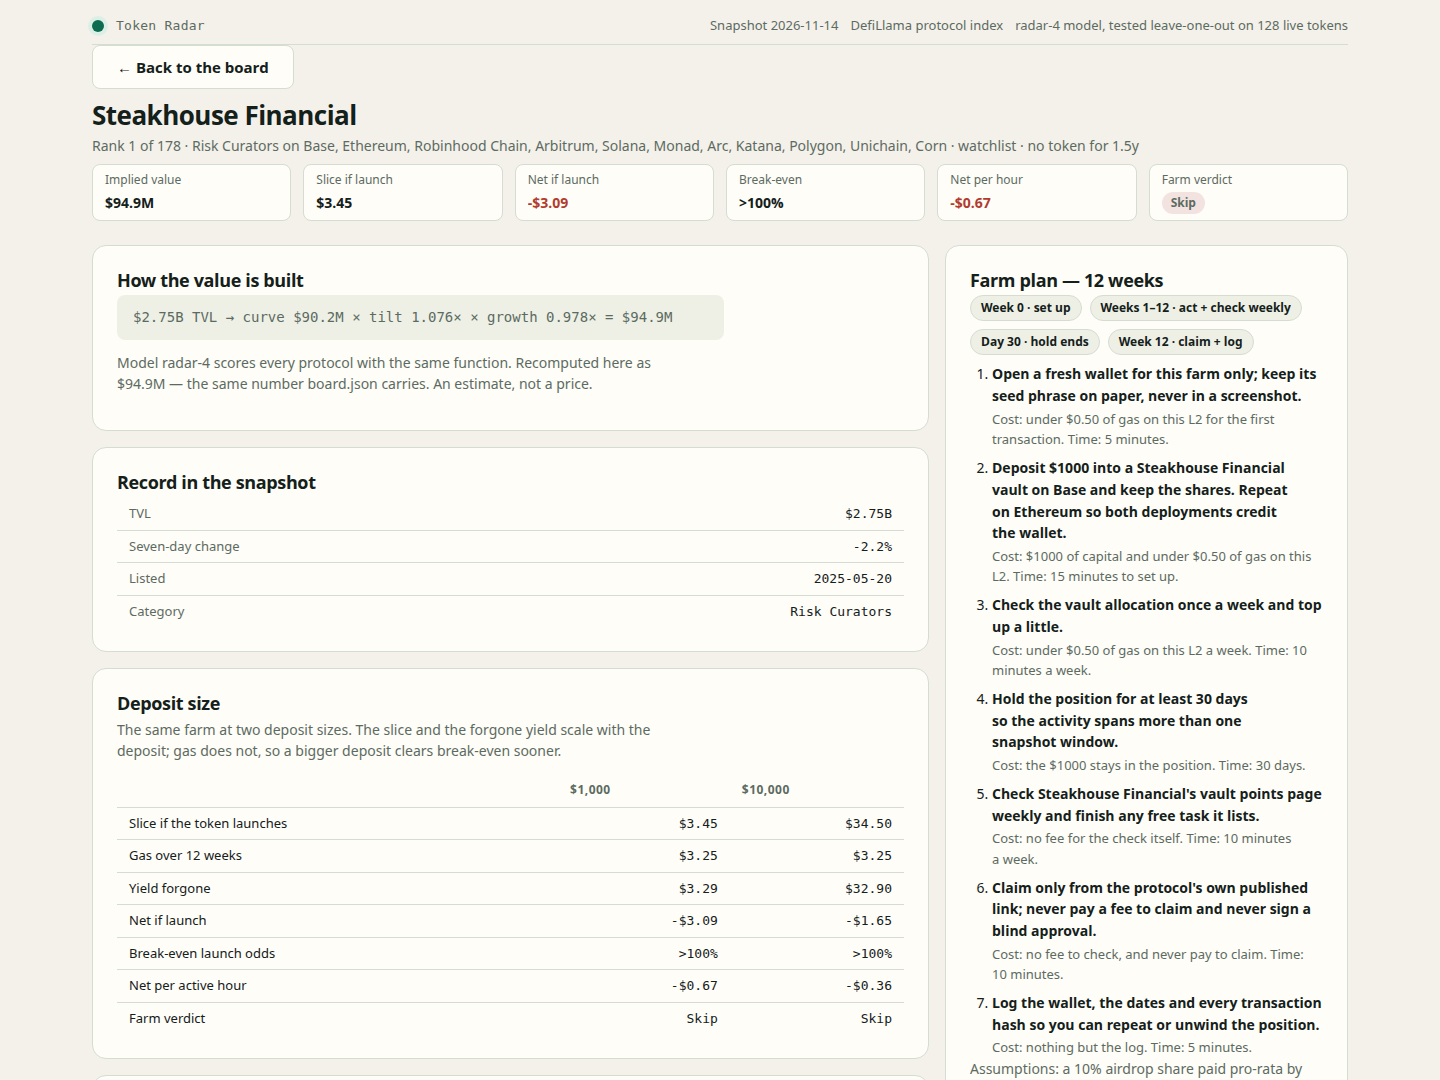 Token Radar
Snapshot 2026-11-14 DefiLlama protocol index radar-4 model, tested leave-one-out on 128 live tokens
← Back to the board
Steakhouse Financial
Rank 1 of 178 · Risk Curators on Base, Ethereum, Robinhood Chain, Arbitrum, Solana, Monad, Arc, Katana, Polygon, Unichain, Corn · watchlist · no token for 1.5y
Implied value
$94.9M
Slice if launch
$3.45
Net if launch
-$3.09
Break-even
>100%
Net per hour
-$0.67
Farm verdict
Skip
How the value is built
$2.75B TVL → curve $90.2M × tilt 1.076× × growth 0.978× = $94.9M
Model radar-4 scores every protocol with the same function. Recomputed here as
$94.9M — the same number board.json carries. An estimate, not a price.
Record in the snapshot
TVL $2.75B
Seven-day change -2.2%
Listed 2025-05-20
Category Risk Curators
Deposit size
The same farm at two deposit sizes. The slice and the forgone yield scale with the
deposit; gas does not, so a bigger deposit clears break-even sooner.
$1,000 $10,000
Slice if the token launches $3.45 $34.50
Gas over 12 weeks $3.25 $3.25
Yield forgone $3.29 $32.90
Net if launch -$3.09 -$1.65
Break-even launch odds >100% >100%
Net per active hour -$0.67 -$0.36
Farm verdict Skip Skip
Farm plan — 12 weeks
Week 0 · set up Weeks 1–12 · act + check weekly
Day 30 · hold ends Week 12 · claim + log
1. Open a fresh wallet for this farm only; keep its
seed phrase on paper, never in a screenshot.
Cost: under $0.50 of gas on this L2 for the first
transaction. Time: 5 minutes.
2. Deposit $1000 into a Steakhouse Financial
vault on Base and keep the shares. Repeat
on Ethereum so both deployments credit
the wallet.
Cost: $1000 of capital and under $0.50 of gas on this
L2. Time: 15 minutes to set up.
3. Check the vault allocation once a week and top
up a little.
Cost: under $0.50 of gas on this L2 a week. Time: 10
minutes a week.
4. Hold the position for at least 30 days
so the activity spans more than one
snapshot window.
Cost: the $1000 stays in the position. Time: 30 days.
5. Check Steakhouse Financial's vault points page
weekly and finish any free task it lists.
Cost: no fee for the check itself. Time: 10 minutes
a week.
6. Claim only from the protocol's own published
link; never pay a fee to claim and never sign a
blind approval.
Cost: no fee to check, and never pay to claim. Time:
10 minutes.
7. Log the wallet, the dates and every transaction
hash so you can repeat or unwind the position.
Cost: nothing but the log. Time: 5 minutes.
Assumptions: a 10% airdrop share paid pro-rata by